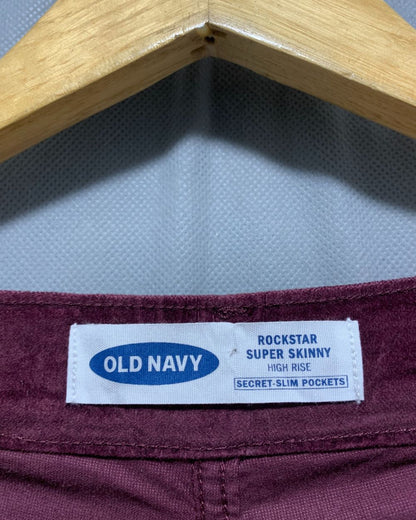 OLD NAVY
ROCKSTAR
SUPER SKINNY
HIGH RISE
SECRET-SLIM POCKETS